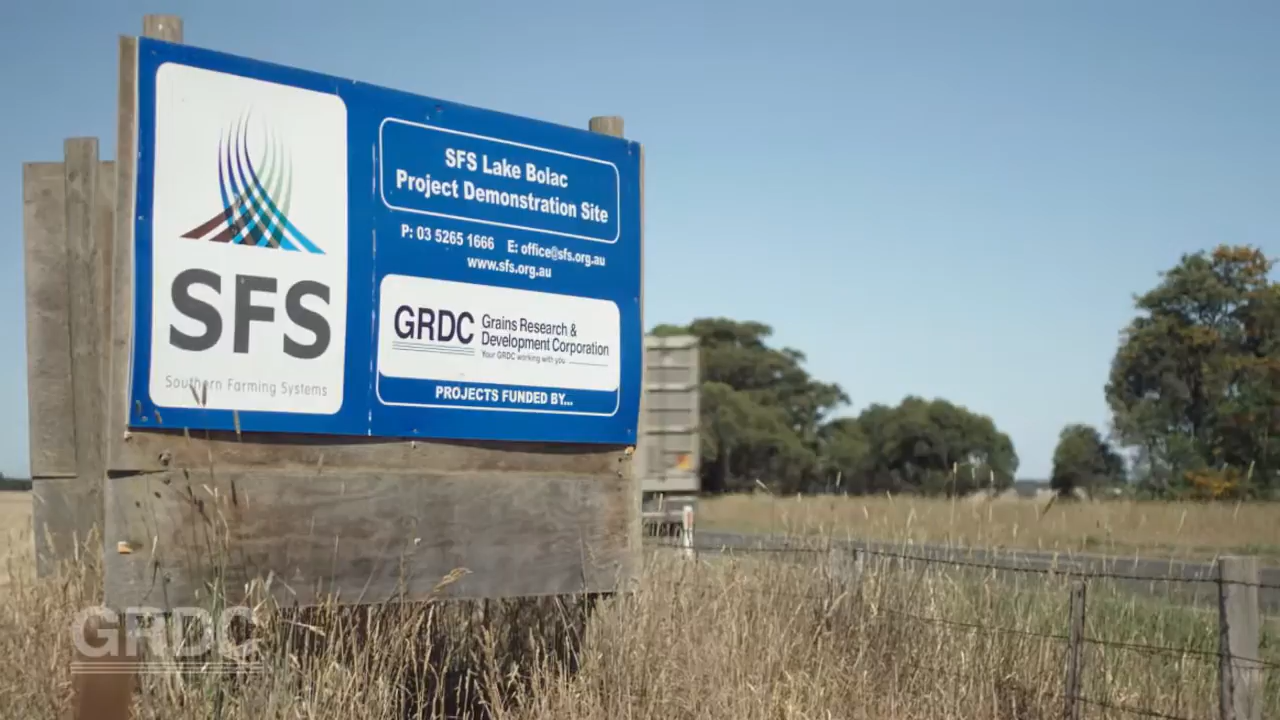 SFS
Southern Farming Systems
SFS Lake Bolac
Project Demonstration Site
P: 03 5265 1666 E: office@sfs.org.au
www.sfs.org.au
GRDC
Grains Research &
Development Corporation
Your GRDC working with you
PROJECTS FUNDED BY...
GRDC